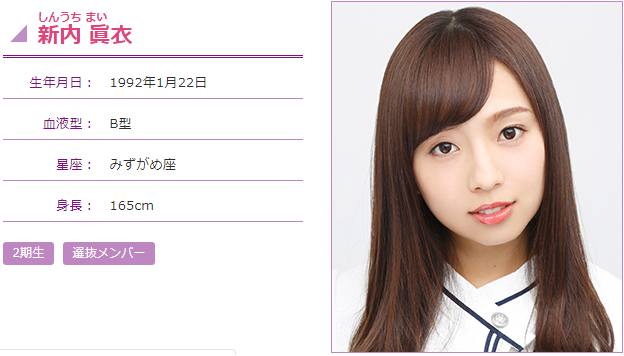 しんうち まい
新内 眞衣
生年月日： 1992年1月22日
血液型： B型
星座： みずがめ座
身長： 165cm
2期生 選抜メンバー